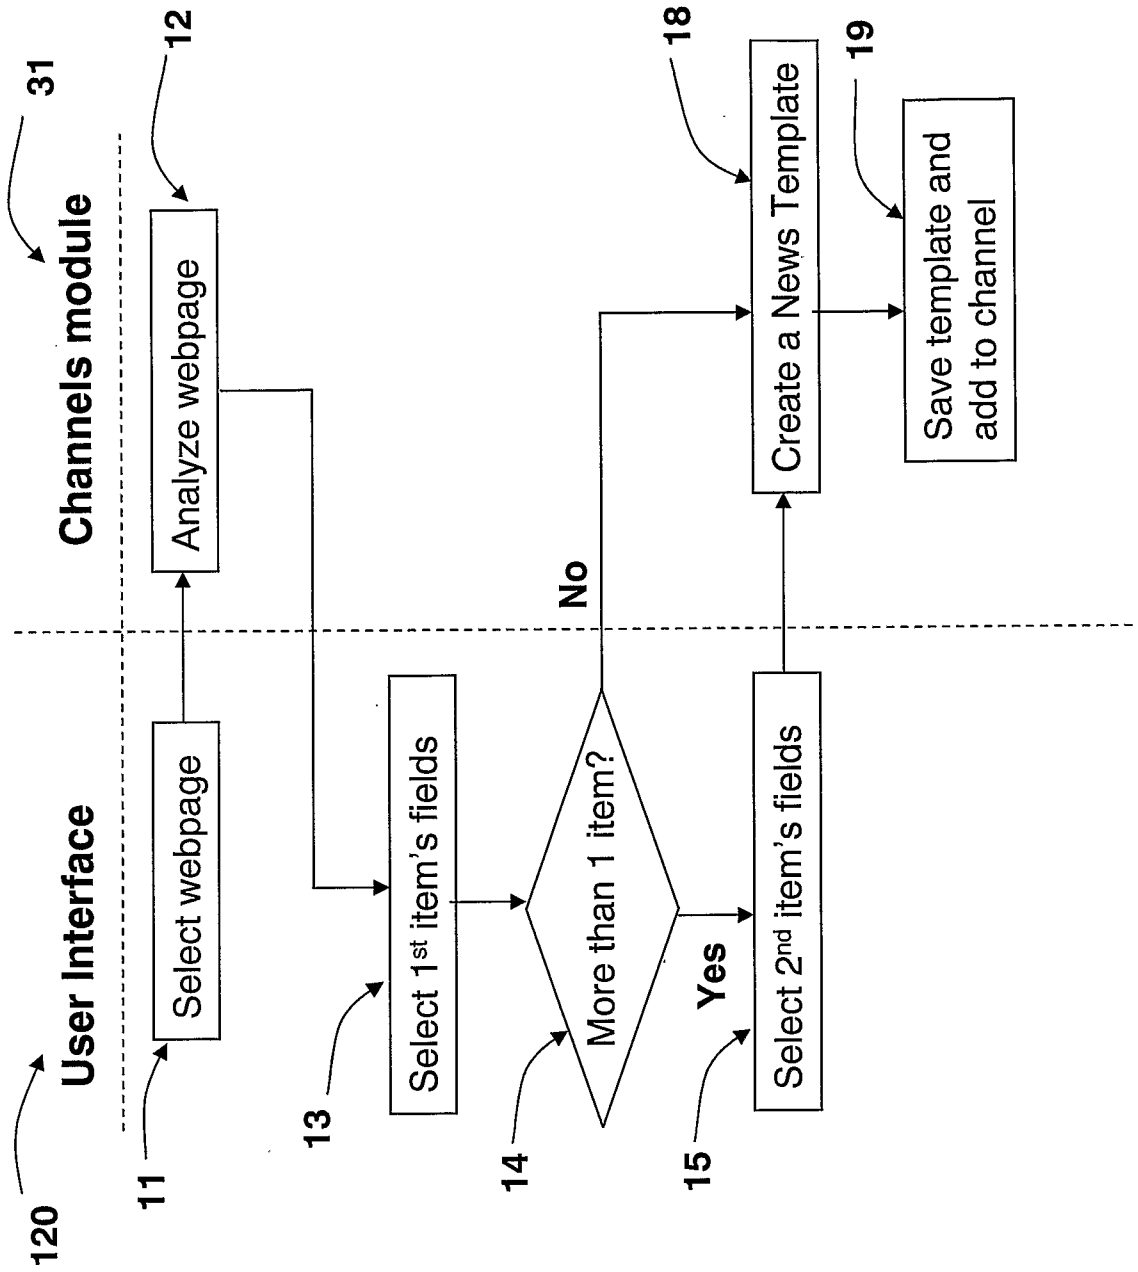 120
User Interface
Channels module
31
11
Select webpage
Analyze webpage
12
13
Select 1st item's fields
14
More than 1 item?
No
Yes
15
Select 2nd item's fields
Create a News Template
18
Save template and
add to channel
19